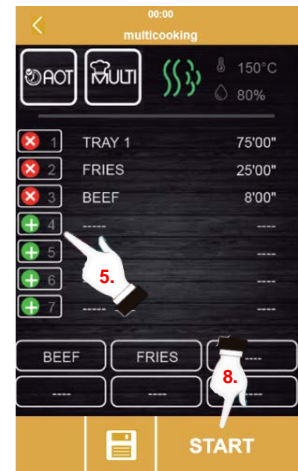 00:00
multicooking
AOT MULTI 150°C
80%
1 TRAY 1 75'00"
2 FRIES 25'00"
3 BEEF 8'00"
4 ----- ----
5 ----
6 ----
7 ----- ----
5.
BEEF FRIES ----
8.
---- ----
START